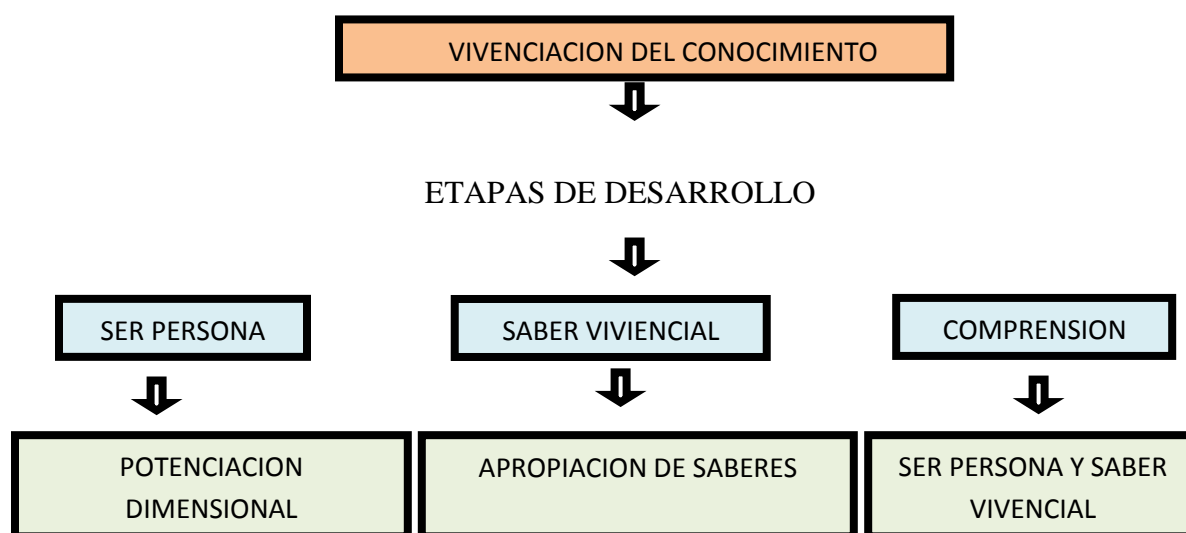 VIVENCIACION DEL CONOCIMIENTO
ETAPAS DE DESARROLLO
SER PERSONA
SABER VIVIENCIAL
COMPRENSION
POTENCIACION
DIMENSIONAL
APROPIACION DE SABERES
SER PERSONA Y SABER
VIVENCIAL